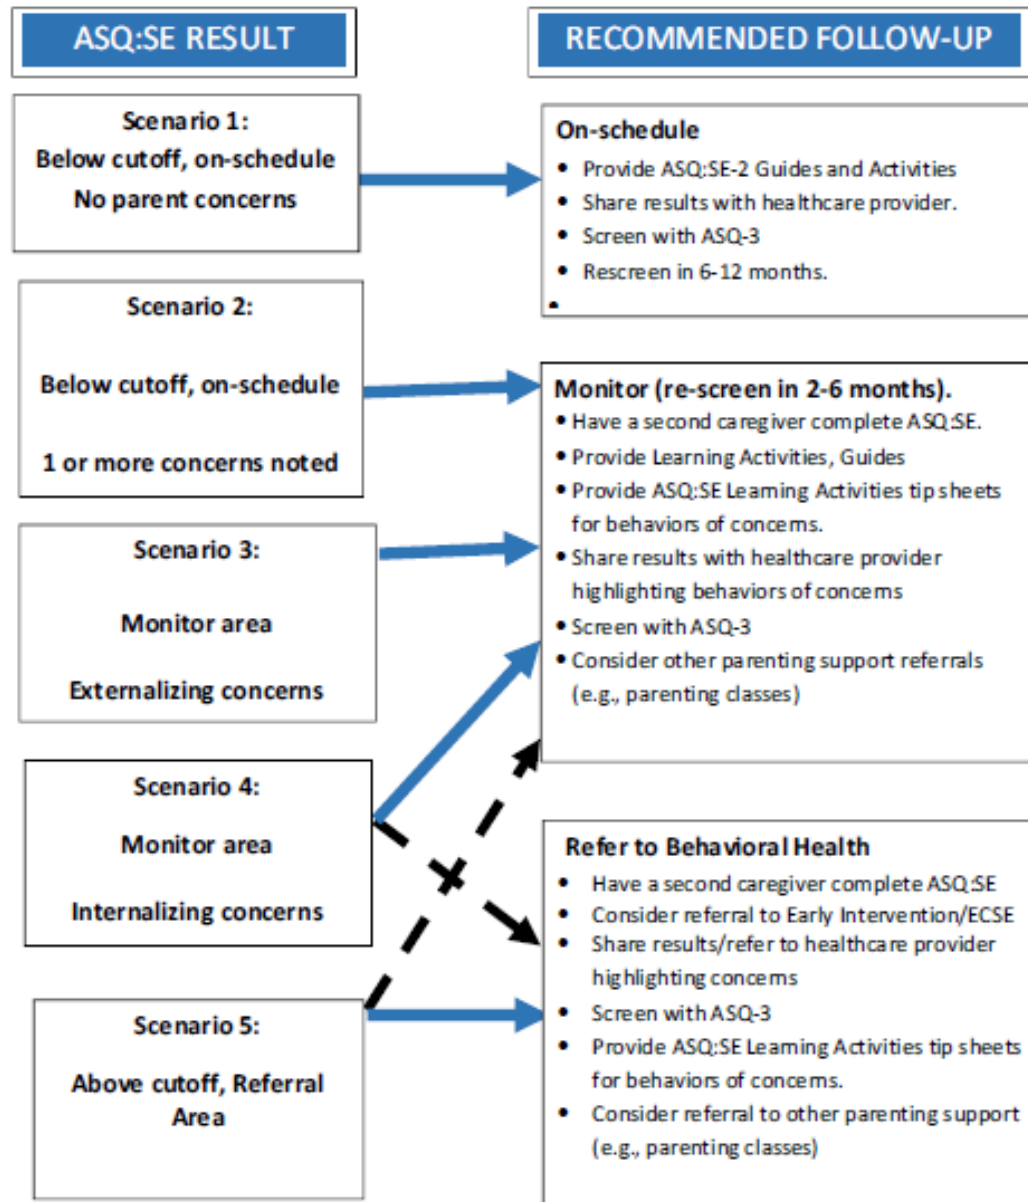 ASQ:SE RESULT
RECOMMENDED FOLLOW-UP
Scenario 1:
Below cutoff, on-schedule
No parent concerns
On-schedule
• Provide ASQ:SE-2 Guides and Activities
• Share results with healthcare provider.
• Screen with ASQ-3
• Rescreen in 6-12 months.
•
Scenario 2:
Below cutoff, on-schedule
1 or more concerns noted
Monitor (re-screen in 2-6 months).
• Have a second caregiver complete ASQ:SE.
• Provide Learning Activities, Guides
• Provide ASQ:SE Learning Activities tip sheets
for behaviors of concerns.
• Share results with healthcare provider
highlighting behaviors of concerns
• Screen with ASQ-3
• Consider other parenting support referrals
(e.g., parenting classes)
Scenario 3:
Monitor area
Externalizing concerns
Scenario 4:
Monitor area
Internalizing concerns
Refer to Behavioral Health
• Have a second caregiver complete ASQ:SE
• Consider referral to Early Intervention/ECSE
• Share results/refer to healthcare provider
highlighting concerns
• Screen with ASQ-3
• Provide ASQ:SE Learning Activities tip sheets
for behaviors of concerns.
• Consider referral to other parenting support
(e.g., parenting classes)
Scenario 5:
Above cutoff, Referral
Area